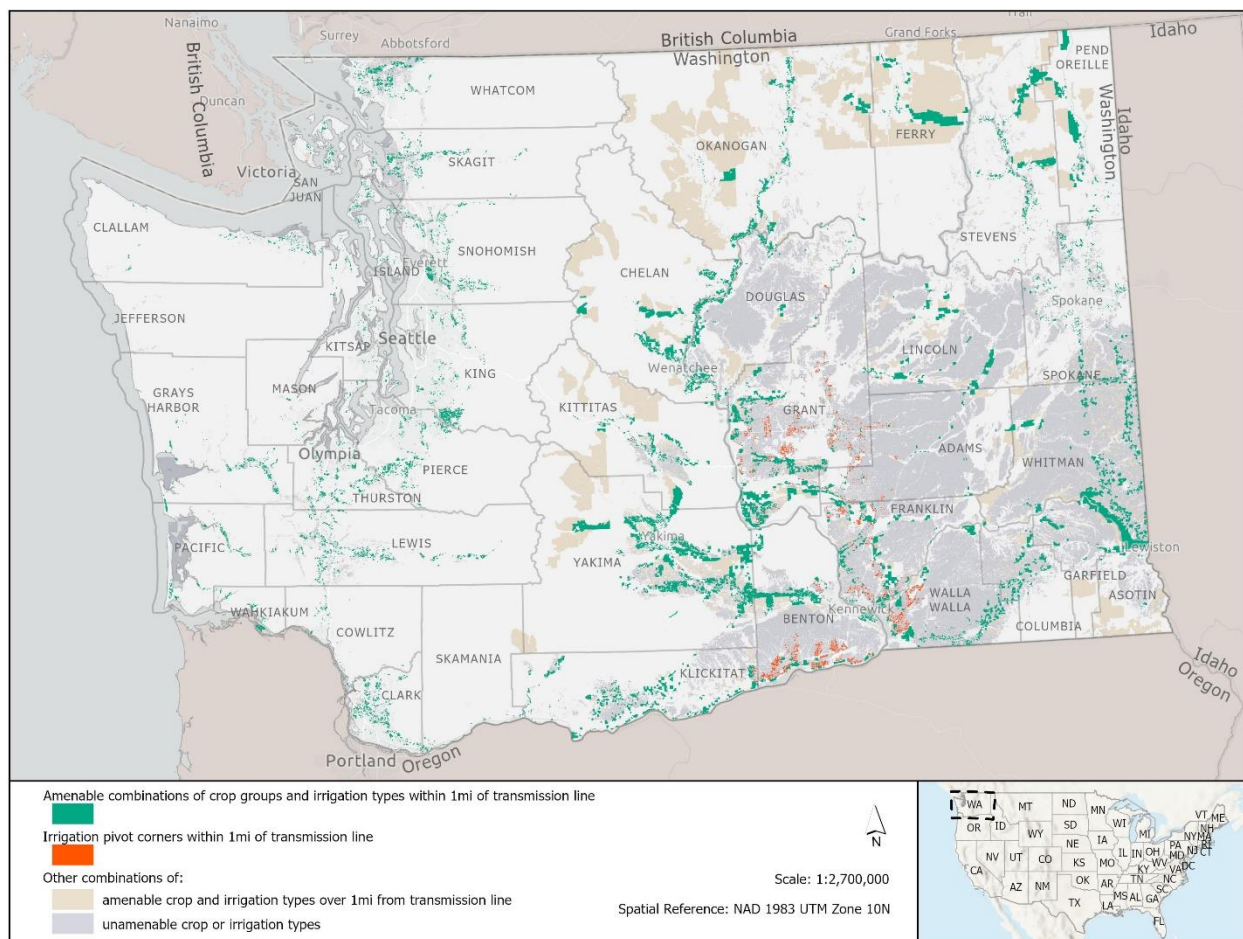 Nanaimo
Surrey
Abbotsford
British Columbia
Washington
Grand Forks
Trail
Idaho
British Columbia
Duncan
Victoria
SAN
JUAN
WHATCOM
SKAGIT
OKANOGAN
FERRY
PEND
OREILLE
Idaho
Washington
STEVENS
CLALLAM
SNOHOMISH
ISLAND
Everett
CHELAN
DOUGLAS
Spokane
JEFFERSON
KITSAP
Seattle
KING
Wenatchee
LINCOLN
SPOKANE
GRAYS
HARBOR
MASON
Tacoma
KITTITAS
GRANT
ADAMS
WHITMAN
Olympia
PIERCE
THURSTON
FRANKLIN
PACIFIC
LEWIS
YAKIMA
Yakima
Lewiston
GARFIELD
ASOTIN
WALLA
WALLA
COLUMBIA
Kennewick
BENTON
WAHKIAKUM
COWLITZ
SKAMANIA
KLICKITAT
CLARK
Portland
Oregon
Idaho
Oregon
Amenable combinations of crop groups and irrigation types within 1mi of transmission line
Irrigation pivot corners within 1mi of transmission line
Other combinations of:
amenable crop and irrigation types over 1mi from transmission line
unamenable crop or irrigation types
N
Scale: 1:2,700,000
Spatial Reference: NAD 1983 UTM Zone 10N
WA
MT
ND
MN
VT
ME
OR
ID
SD
WI
MI
NH
WY
NY
MA
RI
CT
NE
IA
PA
NJ
NV
UT
CO
IL
IN
OH
MD
DC
CA
KS
MO
KY
WV
VA
AZ
NM
OK
AR
TN
NC
SC
TX
LA
MS
AL
GA
FL